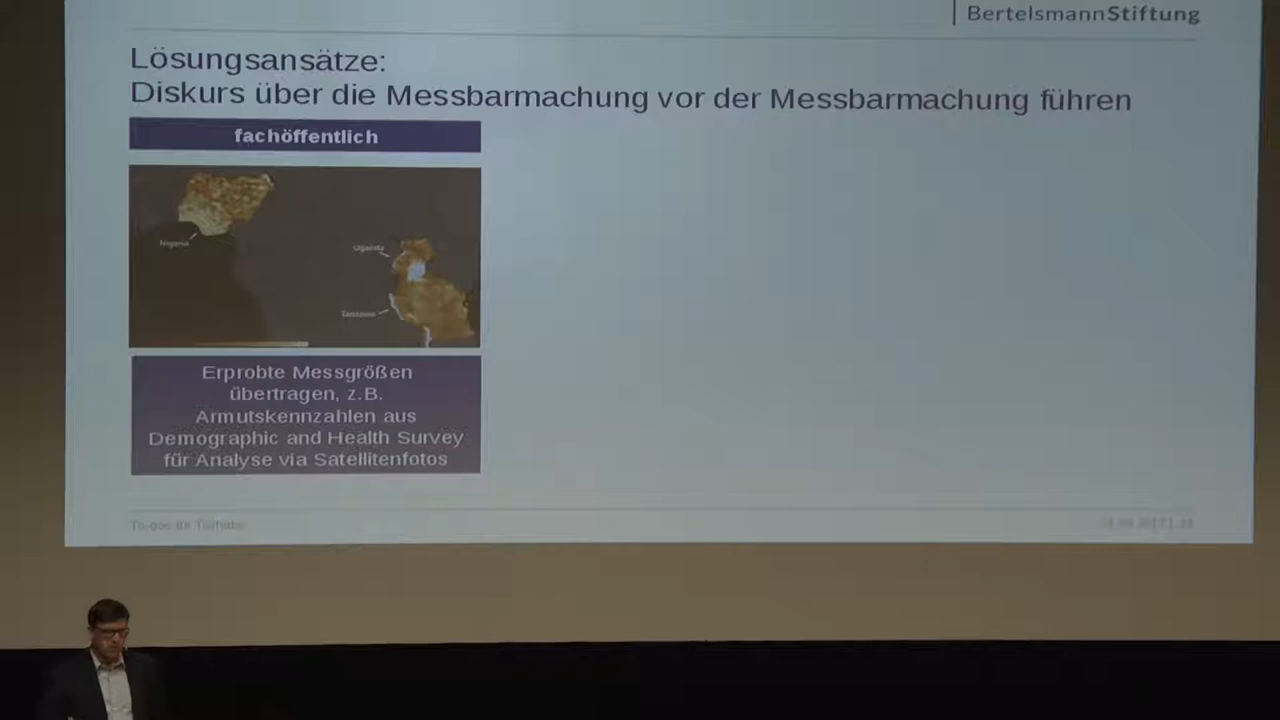 BertelsmannStiftung
Lösungsansätze:
Diskurs über die Messbarmachung vor der Messbarmachung führen
fachöffentlich
Nigeria
Uganda
Tanzania
Erprobte Messgrößen
übertragen, z.B.
Armutskennzahlen aus
Demographic and Health Survey
für Analyse via Satellitenfotos